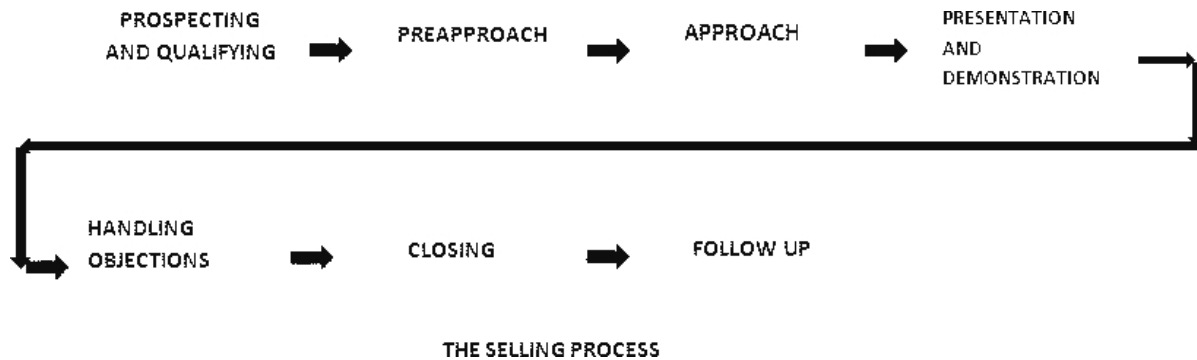 PROSPECTING
AND QUALIFYING
PREAPPROACH
APPROACH
PRESENTATION
AND
DEMONSTRATION
HANDLING
OBJECTIONS
CLOSING
FOLLOW UP
THE SELLING PROCESS